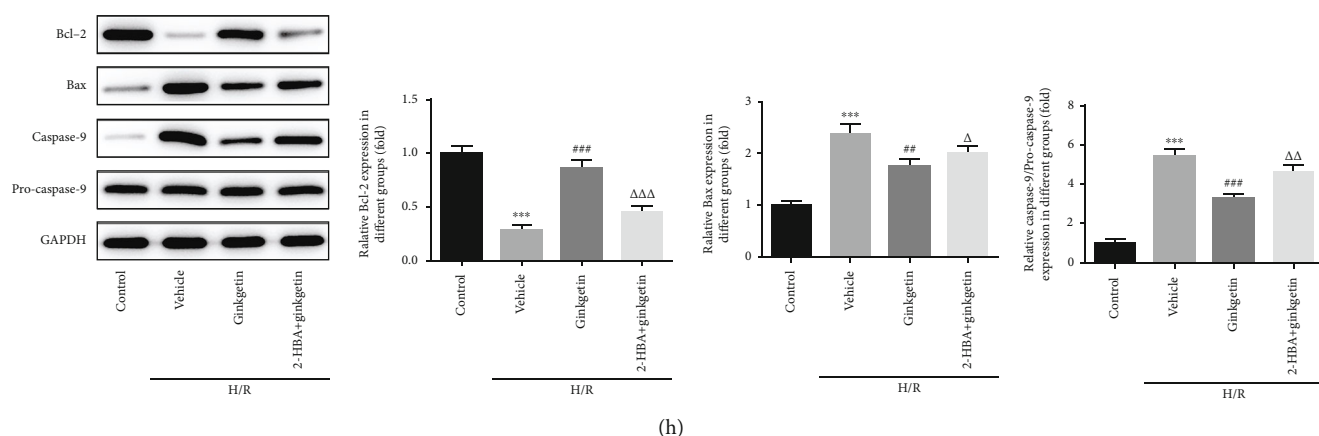 Bcl–2
Bax
Caspase-9
Pro-caspase-9
GAPDH
Control
Vehicle
Ginkgetin
2-HBA+ginkgetin
H/R
Ralative Bcl-2 expression in
different groups (fold)
1.5
1.0
0.5
0.0
***
###
ΔΔΔ
Control
Vehicle
Ginkgetin
2-HBA+ginkgetin
H/R
Ralative Bax expression in
different groups (fold)
3
2
1
0
***
##
Δ
Control
Vehicle
Ginkgetin
2-HBA+ginkgetin
H/R
Relative caspase-9/Pro-caspase-9
expression in different groups (fold)
8
6
4
2
0
***
###
ΔΔ
Control
Vehicle
Ginkgetin
2-HBA+ginkgetin
H/R
(h)